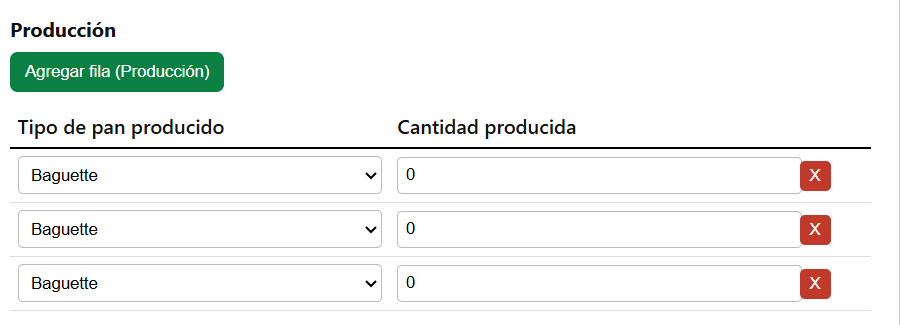 Producción
Agregar fila (Producción)
Tipo de pan producido Cantidad producida
Baguette 0 X
Baguette 0 X
Baguette 0 X